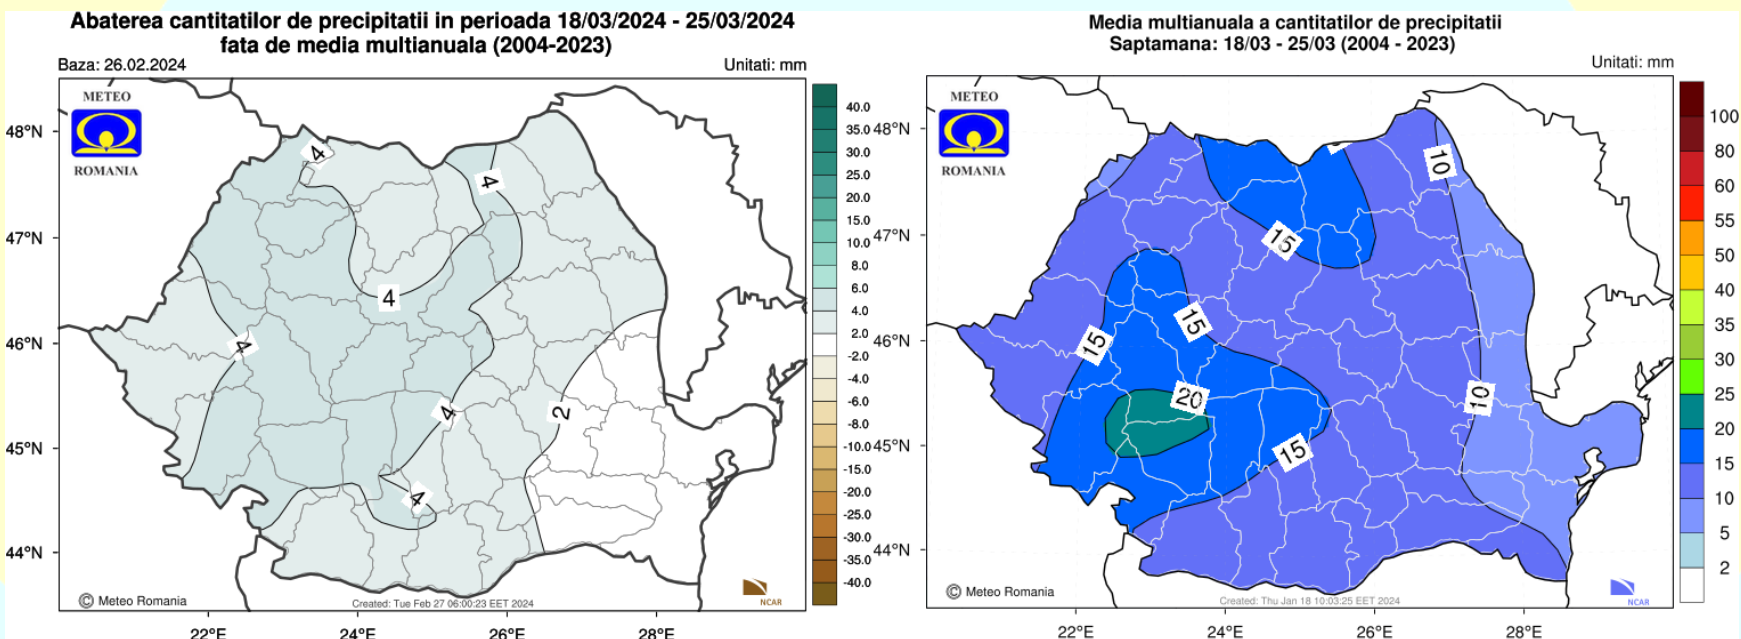 Abaterea cantitatilor de precipitatii in perioada 18/03/2024 - 25/03/2024
fata de media multianuala (2004-2023)
Baza: 26.02.2024
Unitati: mm
METEO
ROMANIA
48°N
47°N
46°N
45°N
44°N
4
4
4
4
4
2
4
40.0
35.0
30.0
25.0
20.0
15.0
10.0
8.0
6.0
4.0
2.0
-2.0
-4.0
-6.0
-8.0
-10.0
-15.0
-20.0
-25.0
-30.0
-35.0
-40.0
© Meteo Romania
Created: Tue Feb 27 06:00:23 EET 2024
NCAR
22°E
24°E
26°E
28°E
Media multianuala a cantitatilor de precipitatii
Saptamana: 18/03 - 25/03 (2004 - 2023)
Unitati: mm
METEO
ROMANIA
48°N
47°N
46°N
45°N
44°N
10
15
15
15
20
10
15
100
80
60
55
50
40
35
30
25
20
15
10
5
2
© Meteo Romania
Created: Thu Jan 18 10:03:25 EET 2024
NCAR
22°E
24°E
26°E
28°E